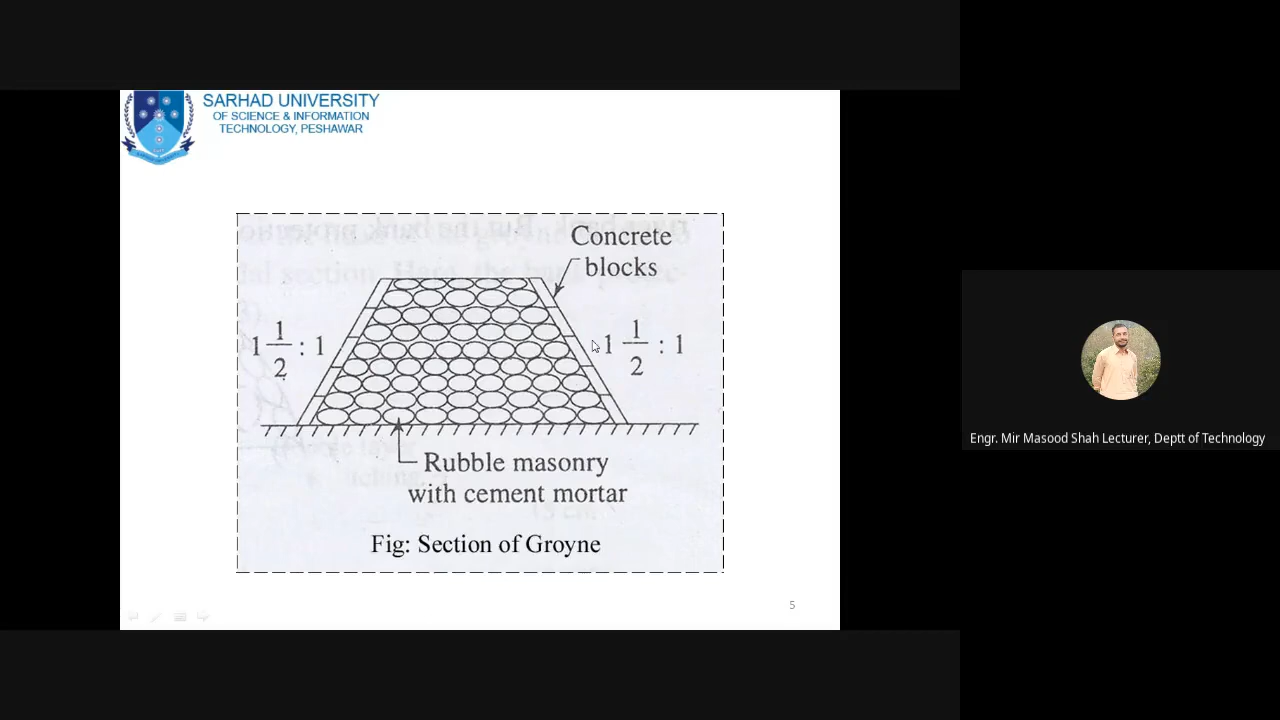 SARHAD UNIVERSITY
OF SCIENCE & INFORMATION
TECHNOLOGY, PESHAWAR
Concrete
blocks
1 1/2 : 1
1 1/2 : 1
Rubble masonry
with cement mortar
Fig: Section of Groyne
5
Engr. Mir Masood Shah Lecturer, Deptt of Technology